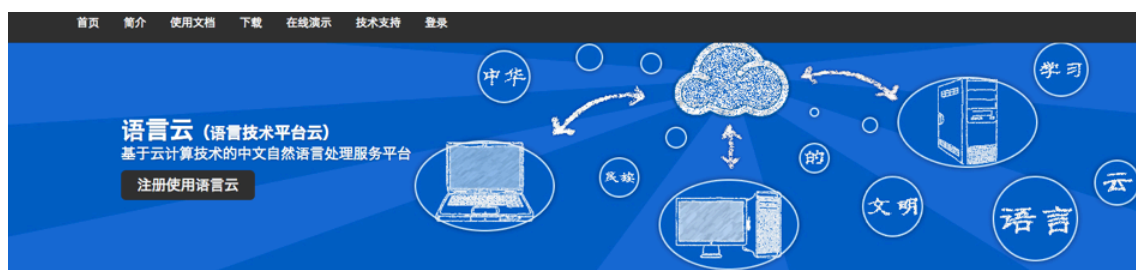 首页 简介 使用文档 下载 在线演示 技术支持 登录
中华
学习
语言云（语言技术平台云）
基于云计算技术的中文自然语言处理服务平台
注册使用语言云
的
民族
云
文明
语言